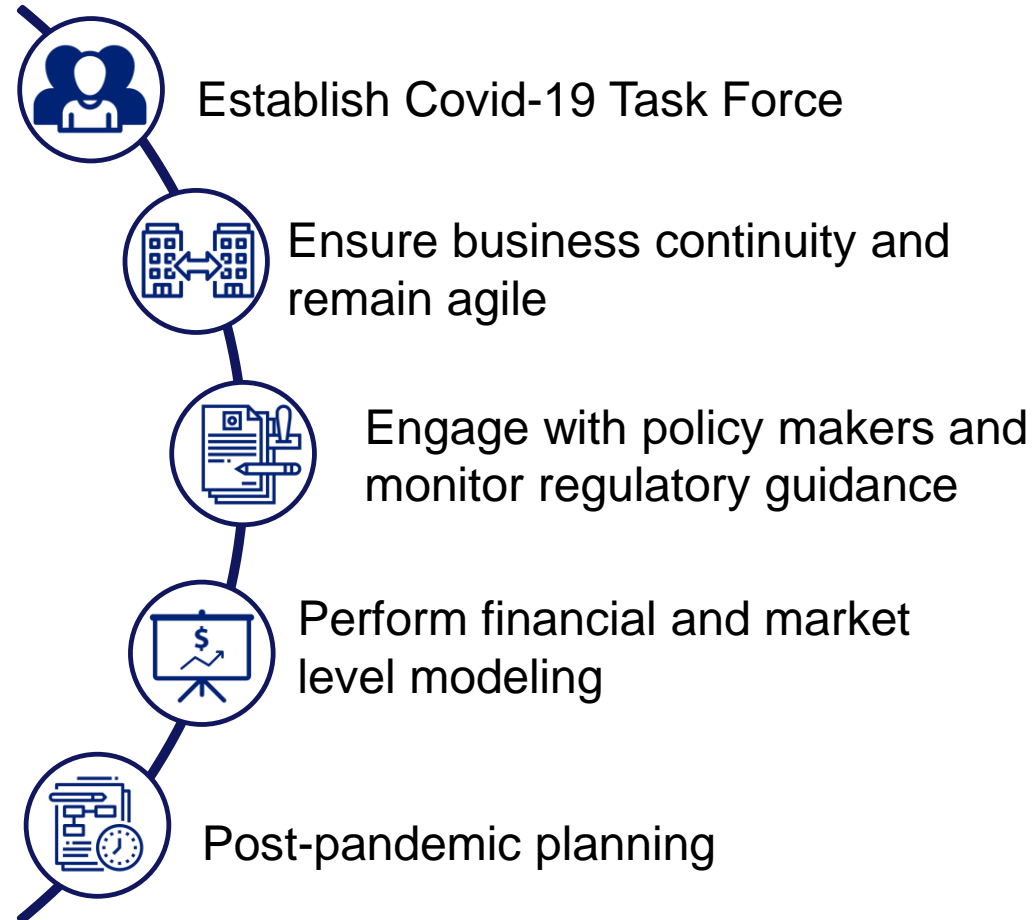 Establish Covid-19 Task Force
Ensure business continuity and
remain agile
Engage with policy makers and
monitor regulatory guidance
$
Perform financial and market
level modeling
Post-pandemic planning